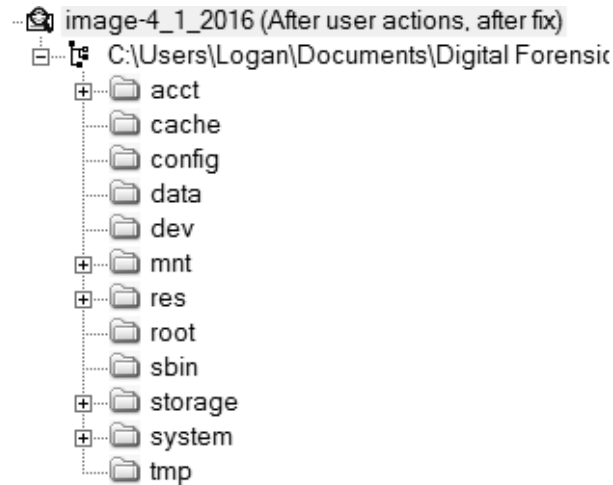 image-4_1_2016 (After user actions, after fix)
C:\Users\Logan\Documents\Digital Forensic
acct
cache
config
data
dev
mnt
res
root
sbin
storage
system
tmp